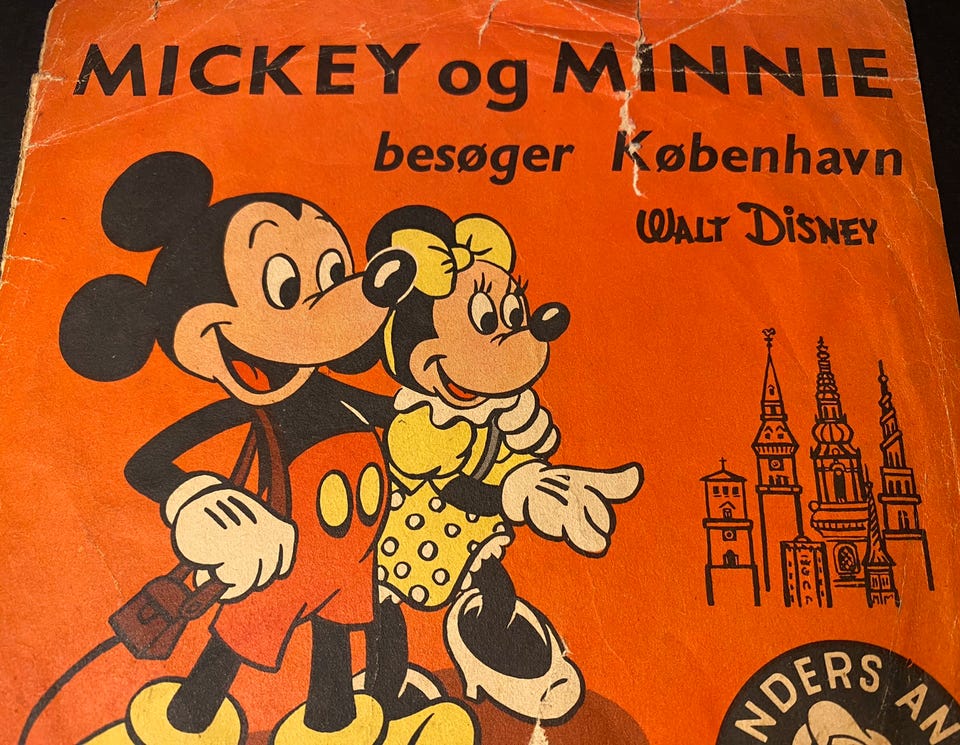 MICKEY og MINNIE
besøger København
WALT DISNEY
NDERS AN